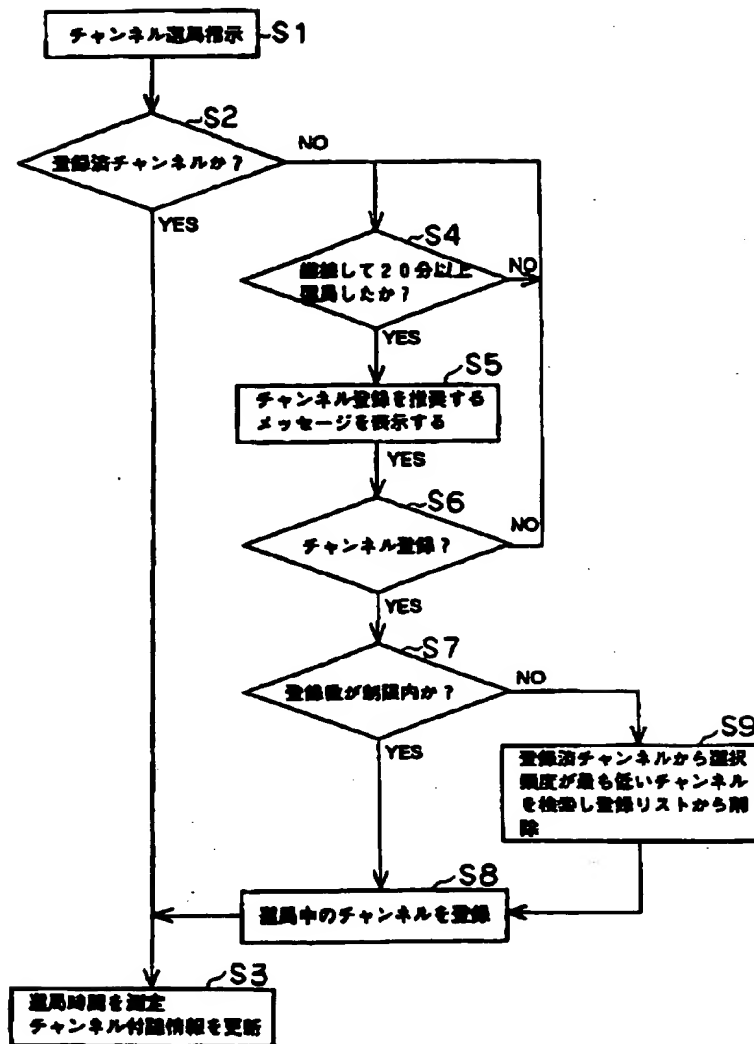 チャンネル選局指示
S1
S2
登録済チャンネルか?
NO
YES
S4
継続して20分以上
選局したか?
NO
YES
S5
チャンネル登録を推奨する
メッセージを表示する
YES
S6
チャンネル登録?
NO
YES
S7
登録数が制限内か?
NO
YES
S9
登録済チャンネルから選択
頻度が最も低いチャンネル
を検索し登録リストから削
除
S8
選局中のチャンネルを登録
S3
選局時間を測定
チャンネル付随情報を更新